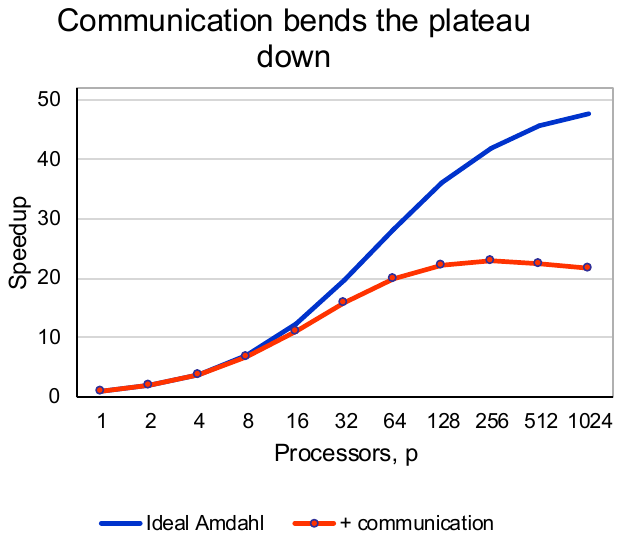 Communication bends the plateau
down
50
40
30
20
10
0
Speedup
1 2 4 8 16 32 64 128 256 512 1024
Processors, p
Ideal Amdahl + communication